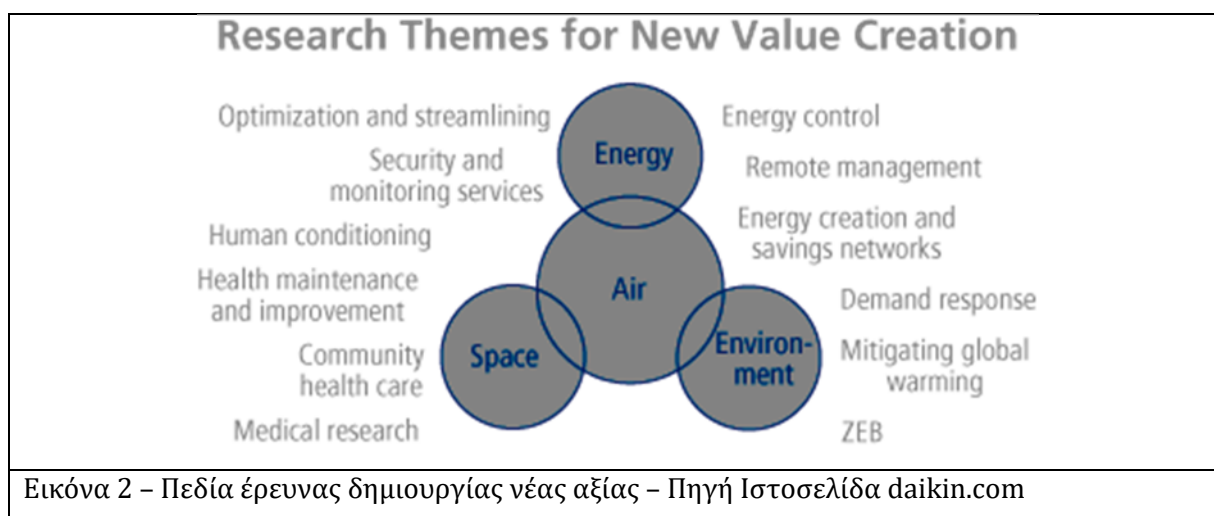 Research Themes for New Value Creation
Optimization and streamlining
Security and
monitoring services
Human conditioning
Health maintenance
and improvement
Community
health care
Medical research
Energy
Air
Space
Environ-
ment
Energy control
Remote management
Energy creation and
savings networks
Demand response
Mitigating global
warming
ZEB
Εικόνα 2 – Πεδία έρευνας δημιουργίας νέας αξίας – Πηγή Ιστοσελίδα daikin.com